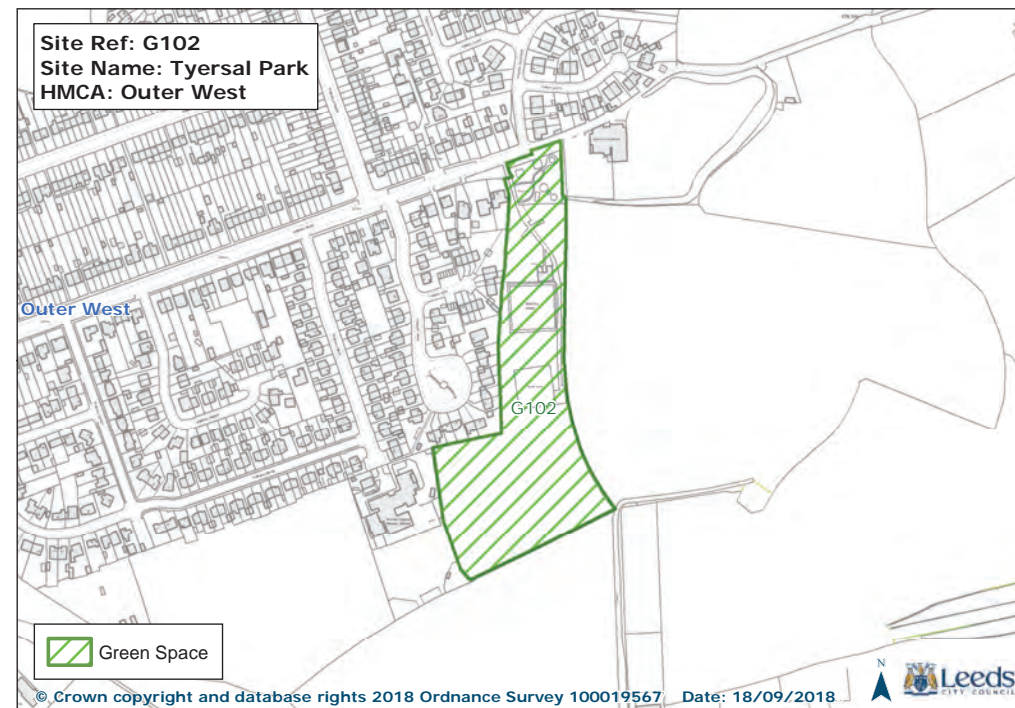 Site Ref: G102
Site Name: Tyersal Park
HMCA: Outer West
Outer West
G102
Green Space
© Crown copyright and database rights 2018 Ordnance Survey 100019567 Date: 18/09/2018
N
Leeds
CITY COUNCIL